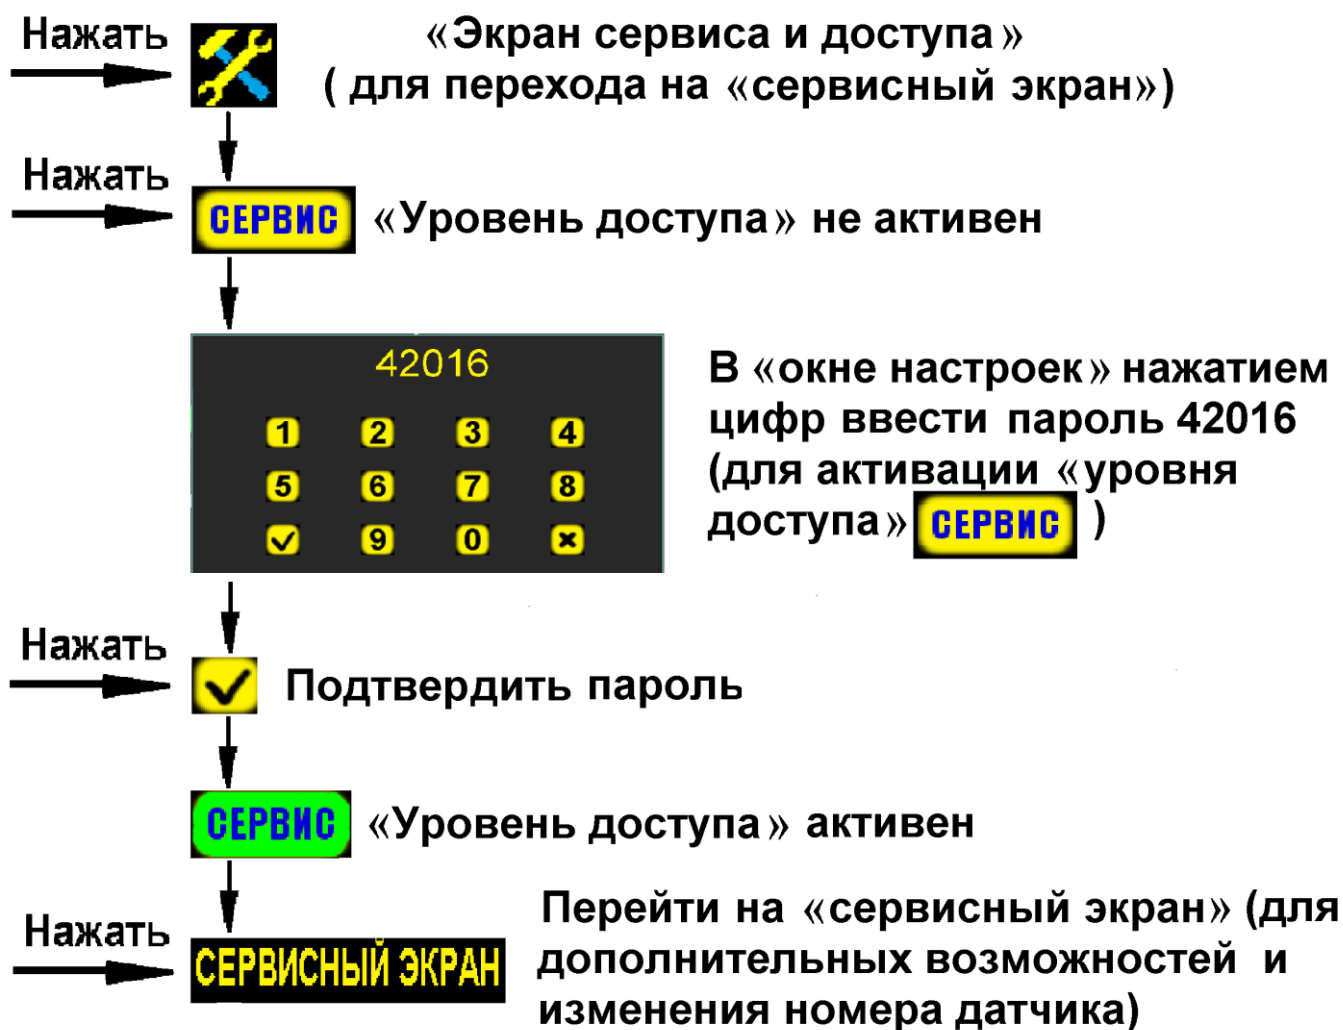 Нажать
«Экран сервиса и доступа»
( для перехода на «сервисный экран»)
Нажать
СЕРВИС «Уровень доступа» не активен
42016
1 2 3 4
5 6 7 8
9 0
В «окне настроек» нажатием
цифр ввести пароль 42016
(для активации «уровня
доступа» СЕРВИС )
Нажать
Подтвердить пароль
СЕРВИС «Уровень доступа» активен
Нажать
СЕРВИСНЫЙ ЭКРАН
Перейти на «сервисный экран» (для
дополнительных возможностей и
изменения номера датчика)